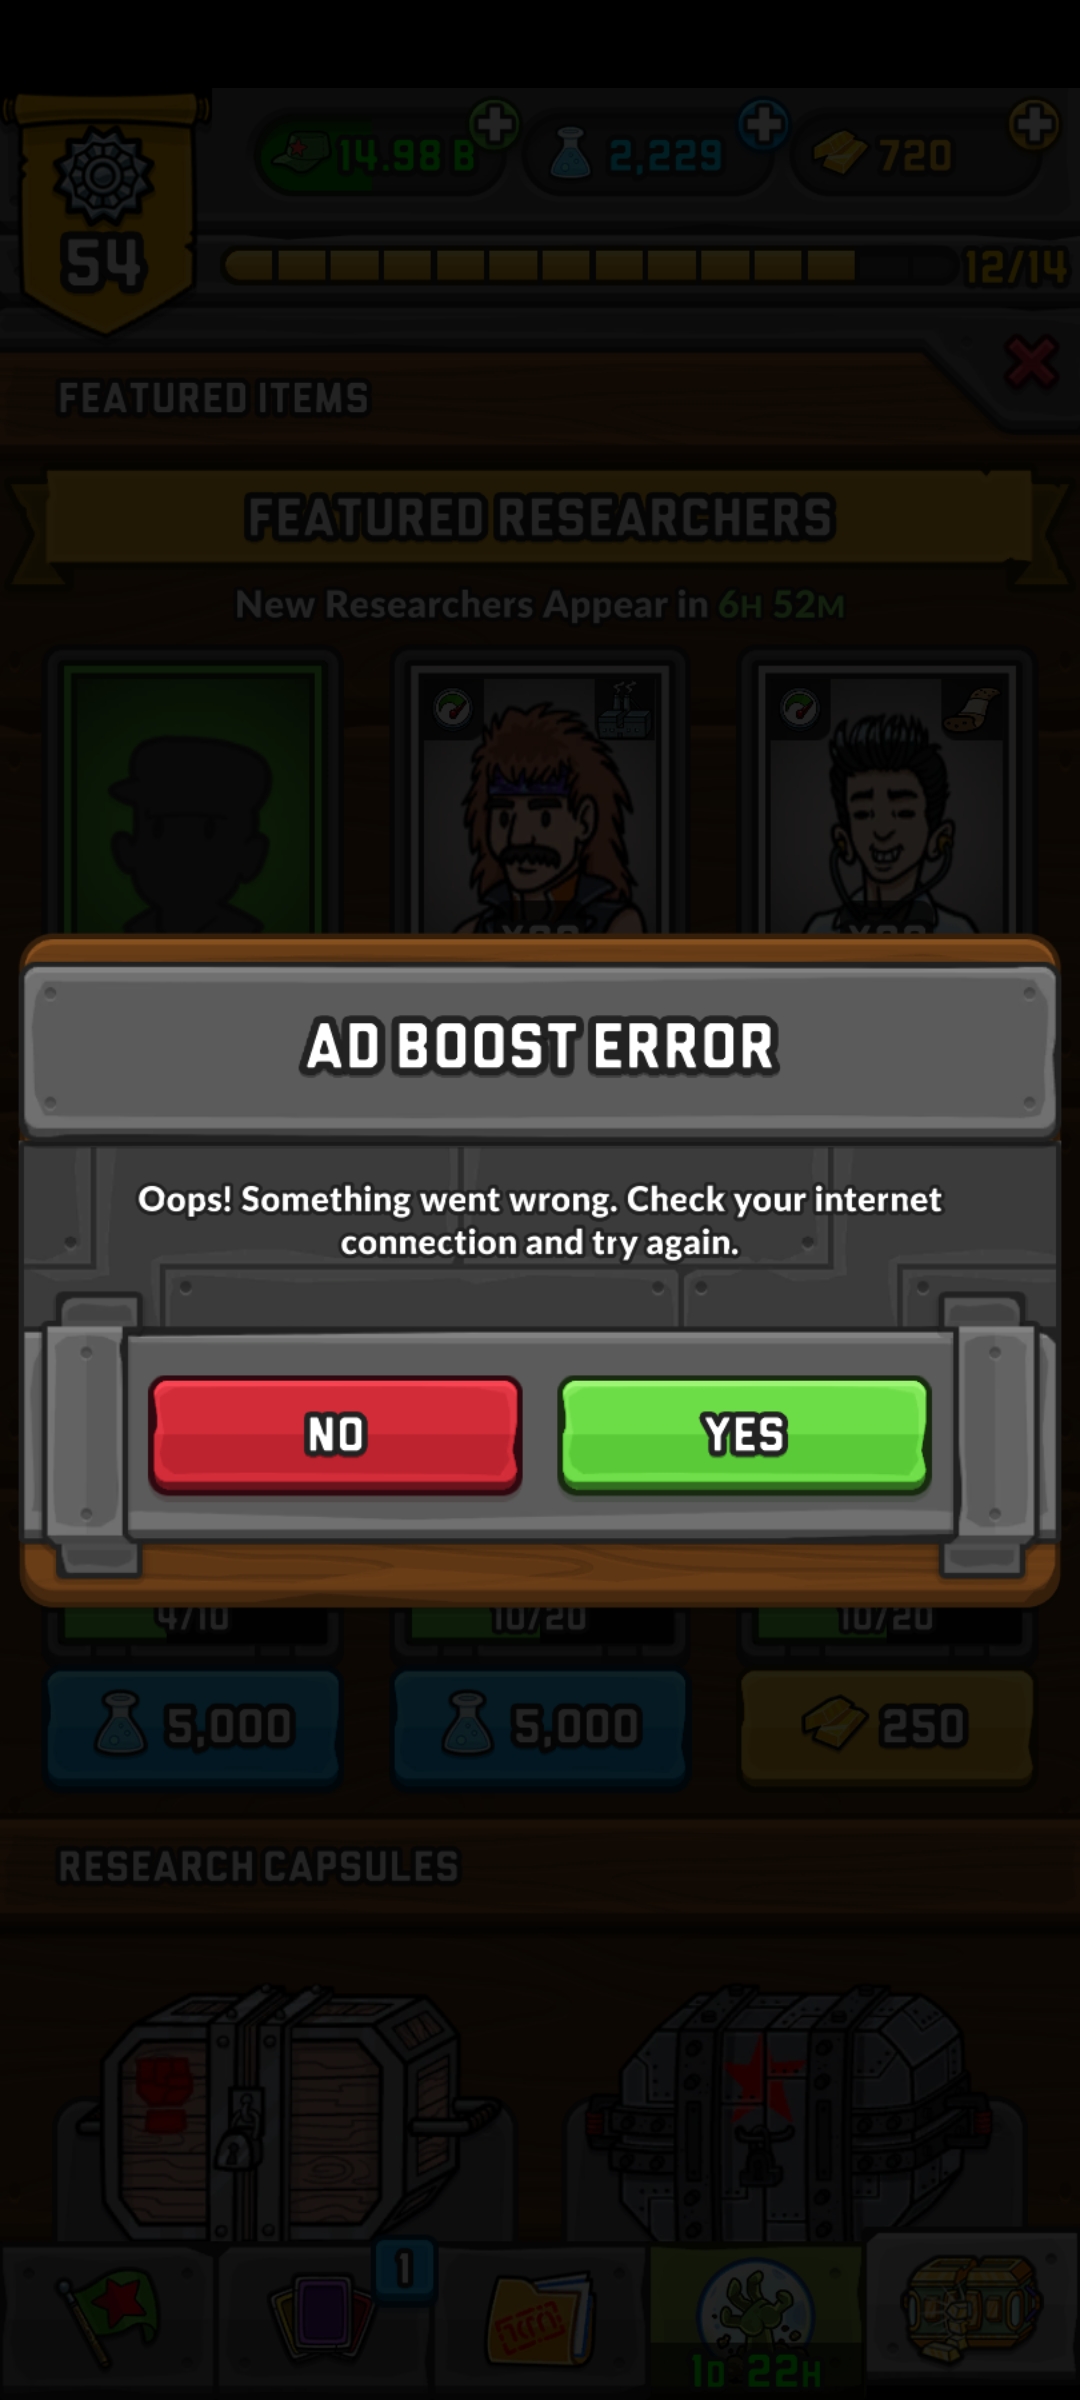 14.98 B
2,229
720
54
12/14
FEATURED ITEMS
FEATURED RESEARCHERS
New Researchers Appear in 6H 52M
AD BOOST ERROR
Oops! Something went wrong. Check your internet
connection and try again.
NO
YES
4/10
10/20
10/20
5,000
5,000
250
RESEARCH CAPSULES
1
1D 22H